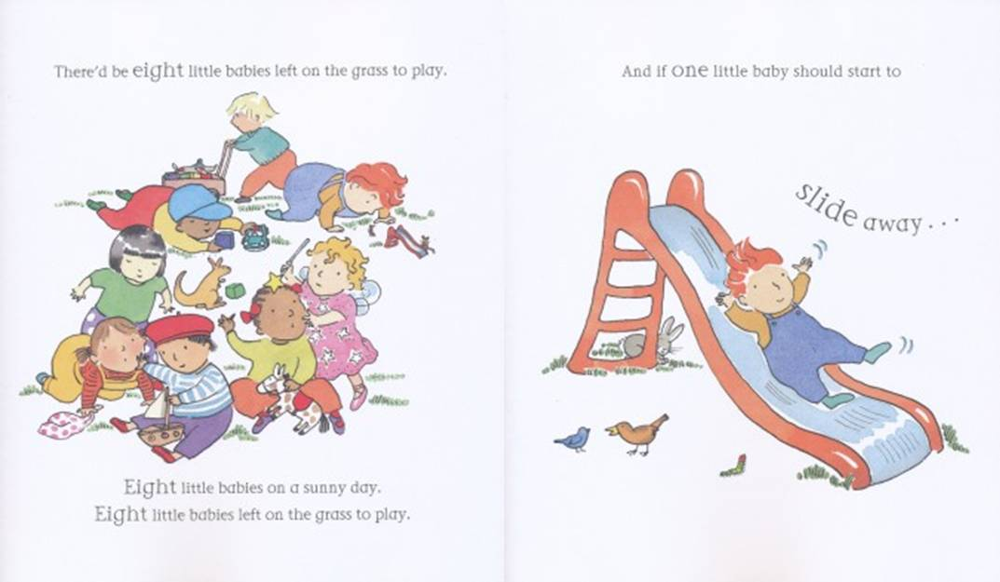 There'd be eight little babies left on the grass to play.
Eight little babies on a sunny day.
Eight little babies left on the grass to play.
And if one little baby should start to
slide away . . .